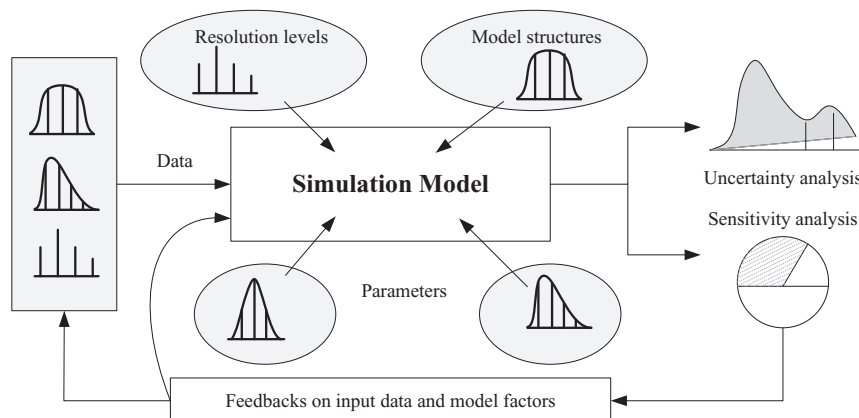 Resolution levels
Model structures
Data
Simulation Model
Uncertainty analysis
Sensitivity analysis
Parameters
Feedbacks on input data and model factors